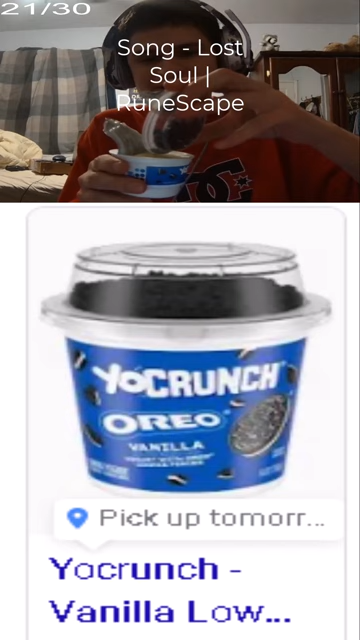 21/30
Song - Lost
Soul |
RuneScape
YoCRUNCH
OREO
VANILLA
Pick up tomorr...
Yocrunch -
Vanilla Low...